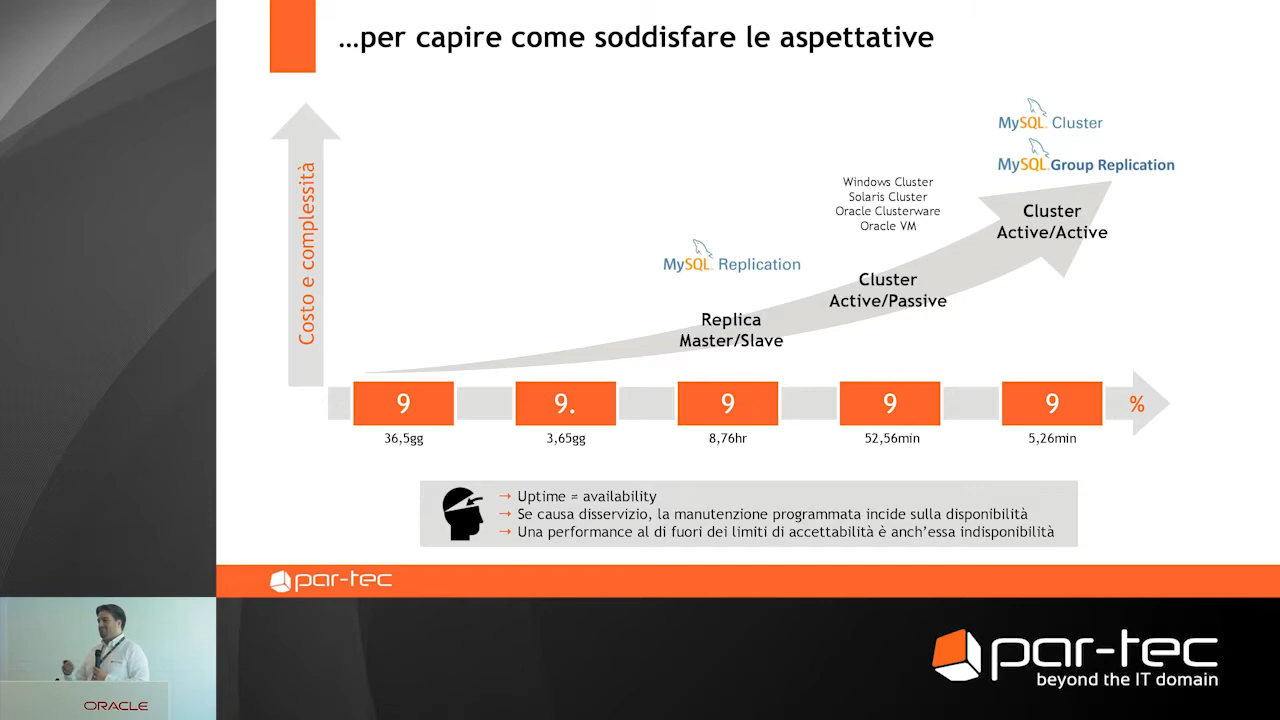 …per capire come soddisfare le aspettative
Costo e complessità
MySQL Cluster
MySQL Group Replication
Windows Cluster
Solaris Cluster
Oracle Clusterware
Oracle VM
Cluster
Active/Active
MySQL Replication
Cluster
Active/Passive
Replica
Master/Slave
9 9. 9 9 9 %
36,5gg 3,65gg 8,76hr 52,56min 5,26min
→ Uptime = availability
→ Se causa disservizio, la manutenzione programmata incide sulla disponibilità
→ Una performance al di fuori dei limiti di accettabilità è anch'essa indisponibilità
par-tec
ORACLE
par-tec
beyond the IT domain